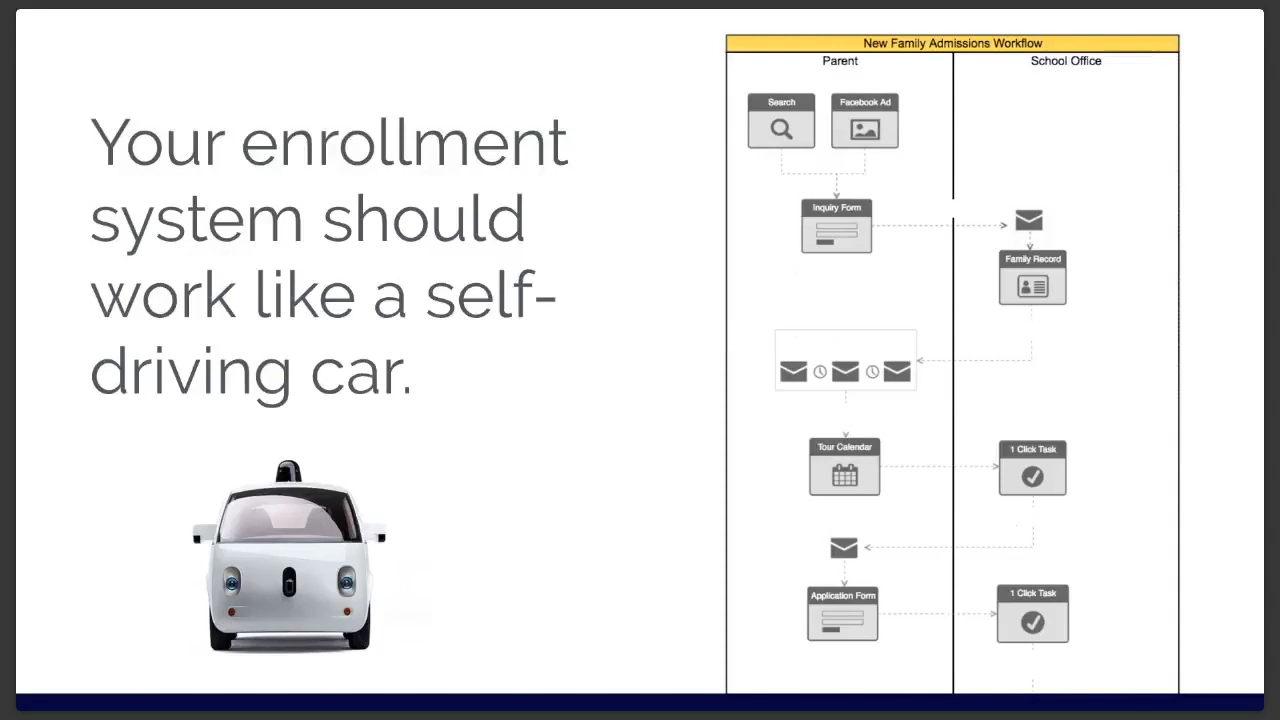 Your enrollment
system should
work like a self-
driving car.
New Family Admissions Workflow
Parent
School Office
Search
Facebook Ad
Inquiry Form
Family Record
Tour Calendar
1 Click Task
Application Form
1 Click Task